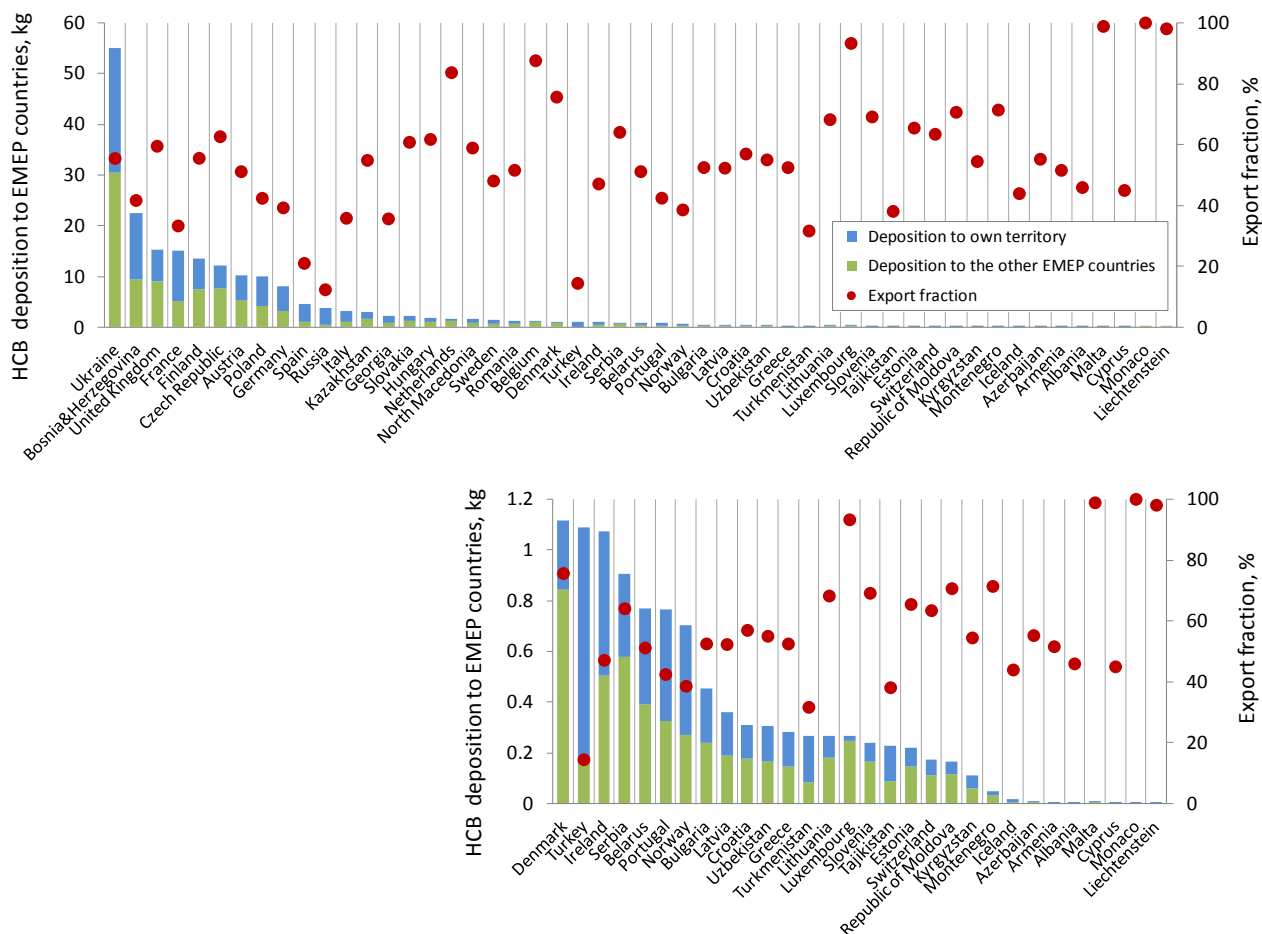 HCB deposition to EMEP countries, kg
60
50
40
30
20
10
0
100
80
60
40
20
0
Export fraction, %
Deposition to own territory
Deposition to the other EMEP countries
Export fraction
Ukraine
Bosnia&Herzegovina
United Kingdom
France
Finland
Czech Republic
Austria
Poland
Germany
Spain
Russia
Italy
Kazakhstan
Georgia
Slovakia
Hungary
Netherlands
North Macedonia
Sweden
Romania
Belgium
Denmark
Turkey
Ireland
Serbia
Belarus
Portugal
Norway
Bulgaria
Latvia
Croatia
Uzbekistan
Greece
Turkmenistan
Lithuania
Luxembourg
Slovenia
Tajikistan
Estonia
Switzerland
Republic of Moldova
Kyrgyzstan
Montenegro
Iceland
Azerbaijan
Armenia
Albania
Malta
Cyprus
Monaco
Liechtenstein
HCB deposition to EMEP countries, kg
1.2
1
0.8
0.6
0.4
0.2
0
100
80
60
40
20
0
Export fraction, %
Denmark
Turkey
Ireland
Serbia
Belarus
Portugal
Norway
Bulgaria
Latvia
Croatia
Uzbekistan
Greece
Turkmenistan
Lithuania
Luxembourg
Slovenia
Tajikistan
Estonia
Switzerland
Republic of Moldova
Kyrgyzstan
Montenegro
Iceland
Azerbaijan
Armenia
Albania
Malta
Cyprus
Monaco
Liechtenstein